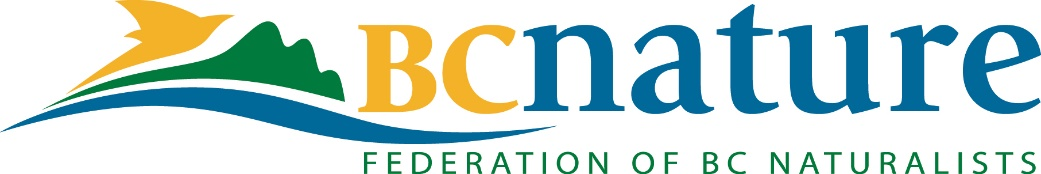 BCnature
FEDERATION OF BC NATURALISTS